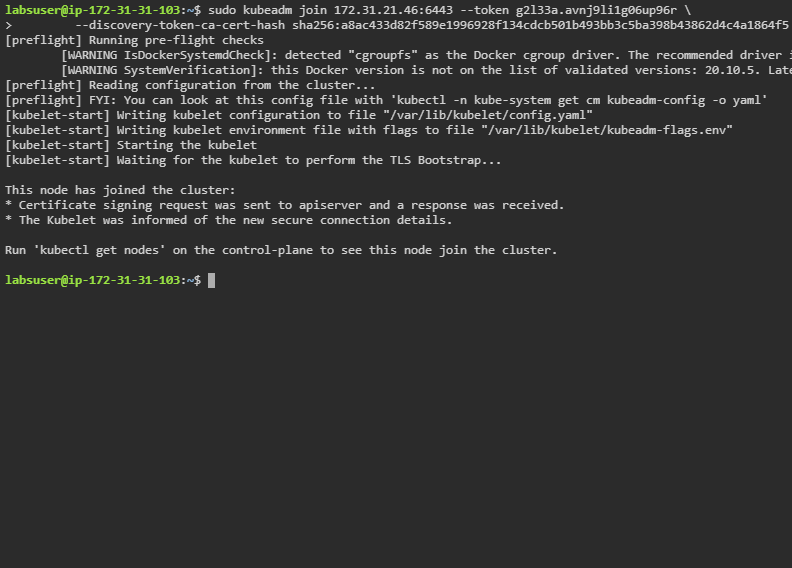 labsuser@ip-172-31-31-103:~$ sudo kubeadm join 172.31.21.46:6443 --token g2l33a.avnj9li1g06up96r \
>         --discovery-token-ca-cert-hash sha256:a8ac433d82f589e1996928f134cdcb501b493bb3c5ba398b43862d4c4a1864f5
[preflight] Running pre-flight checks
        [WARNING IsDockerSystemdCheck]: detected "cgroupfs" as the Docker cgroup driver. The recommended driver
        [WARNING SystemVerification]: this Docker version is not on the list of validated versions: 20.10.5. Late
[preflight] Reading configuration from the cluster...
[preflight] FYI: You can look at this config file with 'kubectl -n kube-system get cm kubeadm-config -o yaml'
[kubelet-start] Writing kubelet configuration to file "/var/lib/kubelet/config.yaml"
[kubelet-start] Writing kubelet environment file with flags to file "/var/lib/kubelet/kubeadm-flags.env"
[kubelet-start] Starting the kubelet
[kubelet-start] Waiting for the kubelet to perform the TLS Bootstrap...

This node has joined the cluster:
* Certificate signing request was sent to apiserver and a response was received.
* The Kubelet was informed of the new secure connection details.

Run 'kubectl get nodes' on the control-plane to see this node join the cluster.

labsuser@ip-172-31-31-103:~$